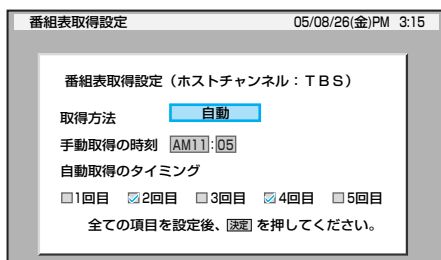 番組表取得設定 05/08/26(金)PM 3:15
番組表取得設定（ホストチャンネル：ＴＢＳ）
取得方法 自動
手動取得の時刻 AM11:05
自動取得のタイミング
□1回目 ☑2回目 □3回目 ☑4回目 □5回目
全ての項目を設定後、決定 を押してください。